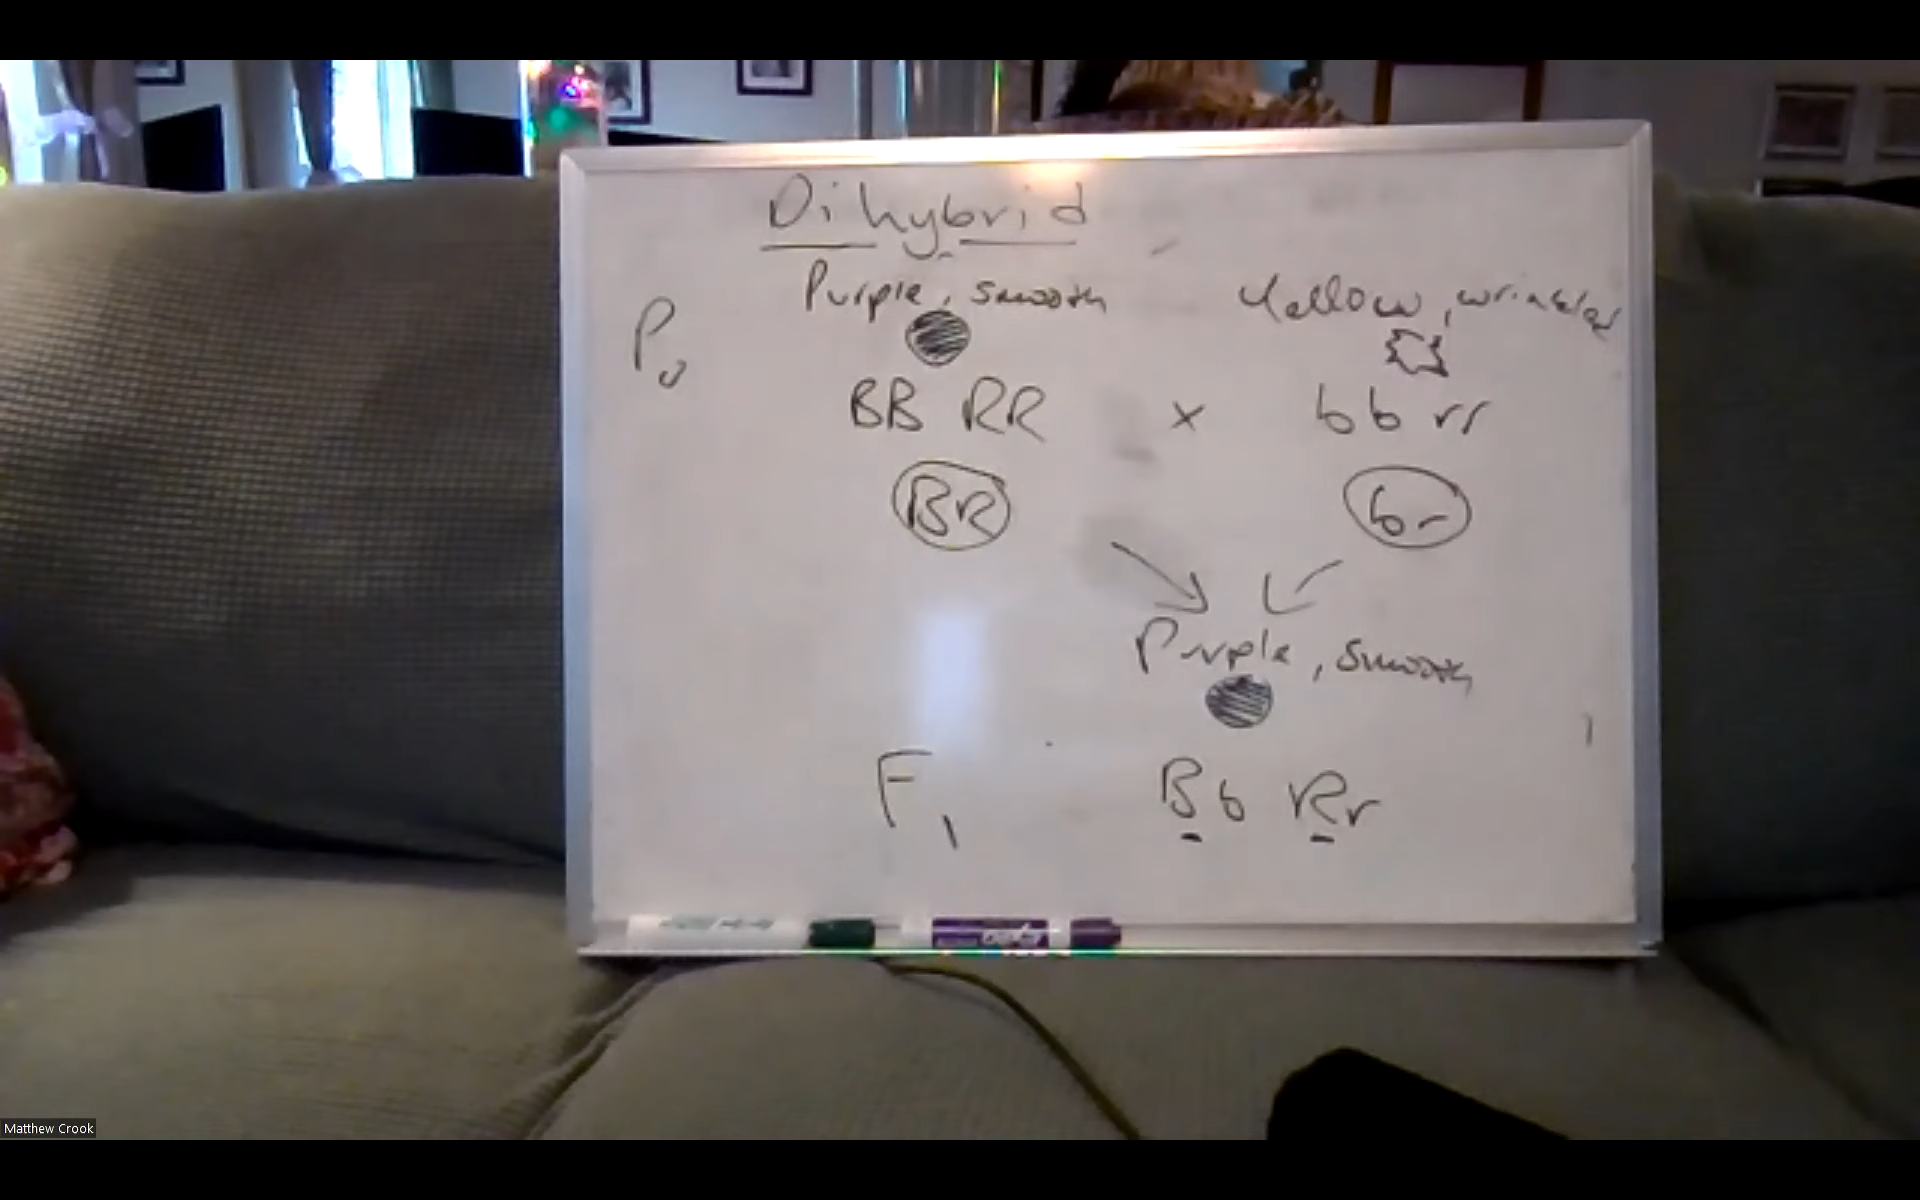 Dihybrid
Purple, smooth
Yellow, wrinkled
P0
BB RR x bb rr
BR
br
Purple, smooth
F1 Bb Rr
Matthew Crook